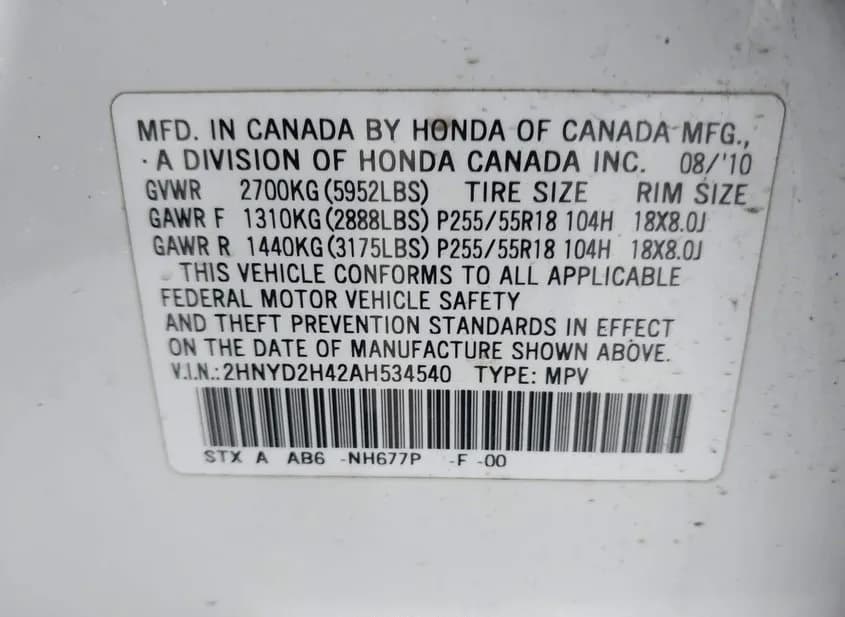 MFD. IN CANADA BY HONDA OF CANADA MFG.,
A DIVISION OF HONDA CANADA INC. 08/'10
GVWR 2700KG(5952LBS) TIRE SIZE RIM SIZE
GAWR F 1310KG(2888LBS) P255/55R18 104H 18X8.0J
GAWR R 1440KG(3175LBS) P255/55R18 104H 18X8.0J
THIS VEHICLE CONFORMS TO ALL APPLICABLE
FEDERAL MOTOR VEHICLE SAFETY
AND THEFT PREVENTION STANDARDS IN EFFECT
ON THE DATE OF MANUFACTURE SHOWN ABOVE.
V.I.N.:2HNYD2H42AH534540 TYPE: MPV
STX A AB6 -NH677P -F -00